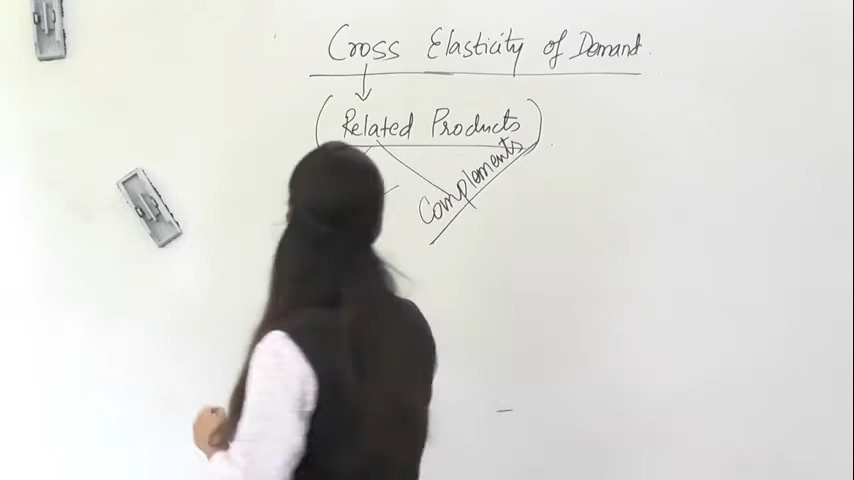 Cross Elasticity of Demand
(Related Products)
Complements